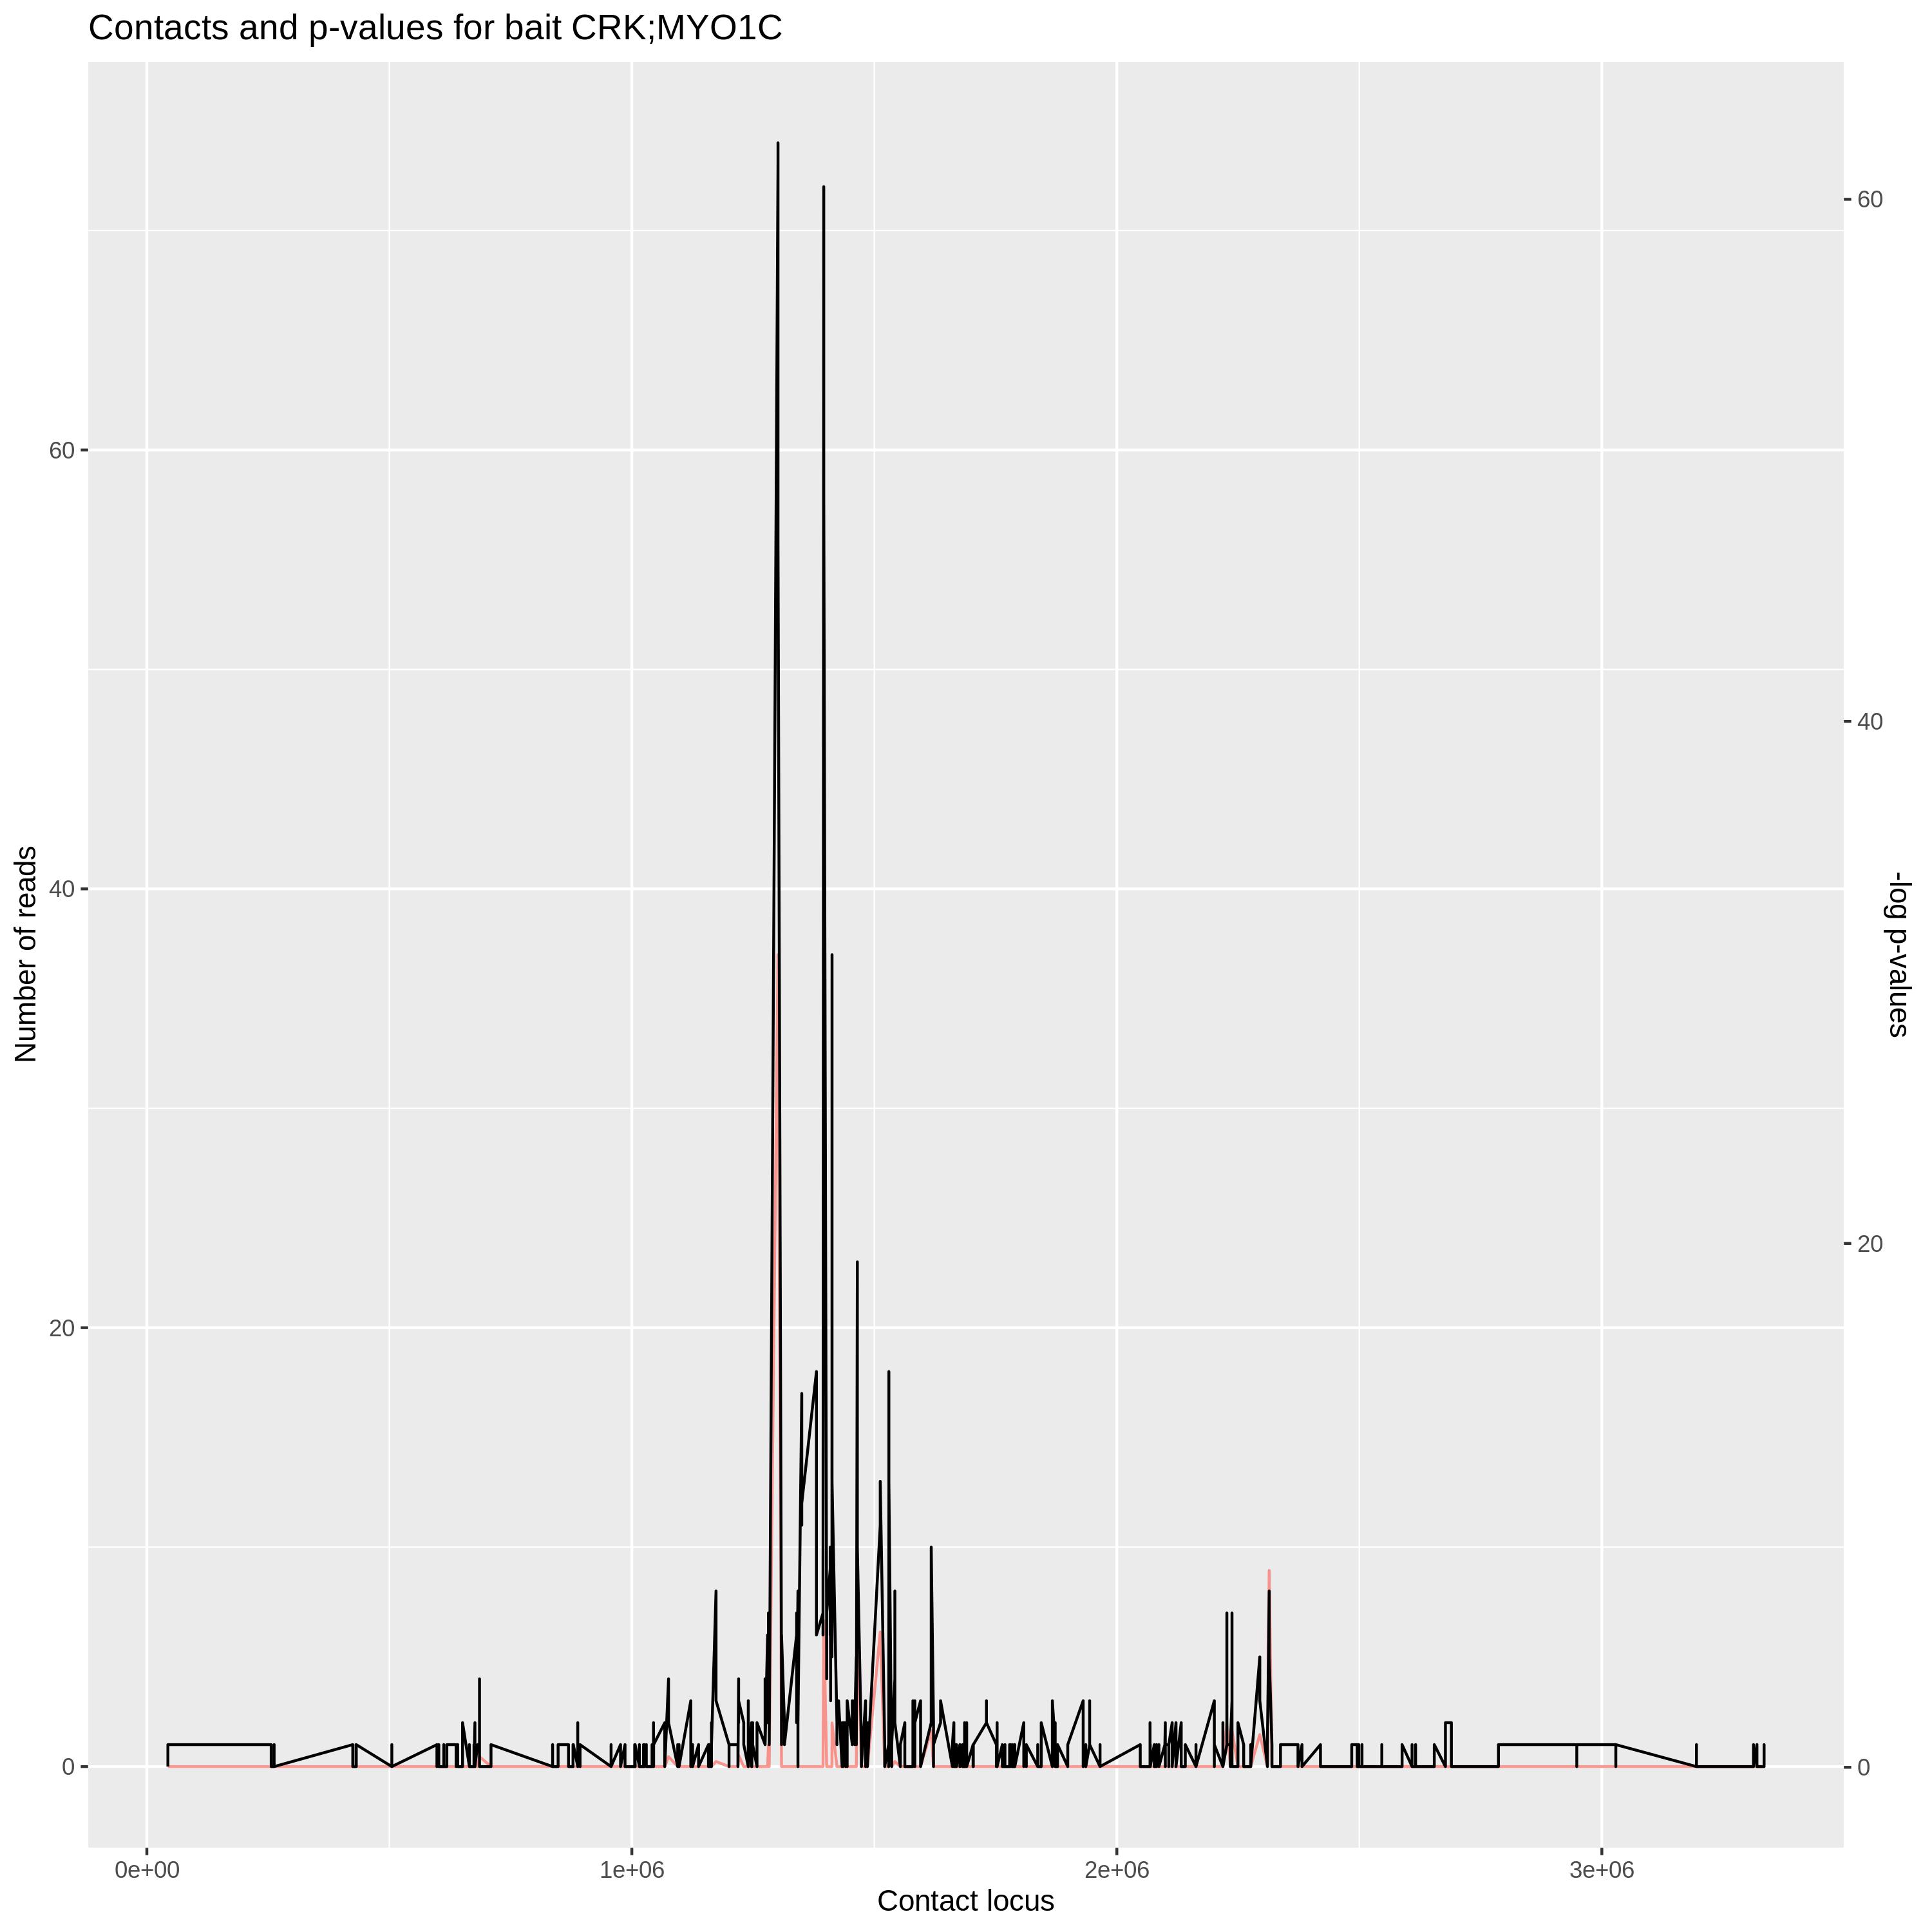 Contacts and p-values for bait CRK;MYO1C
Number of reads
60
40
20
0
60
40
20
0
-log p-values
0e+00
1e+06
2e+06
3e+06
Contact locus